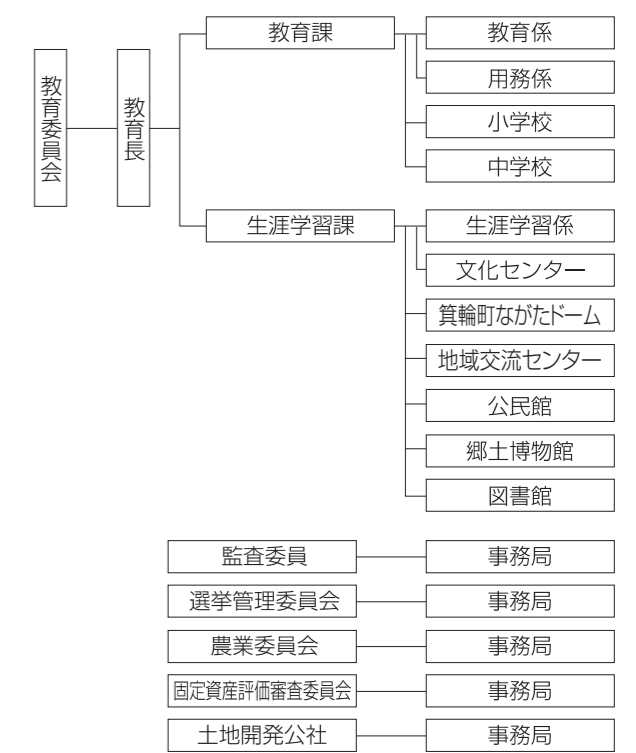 教育委員会
教育長
教育課
教育係
用務係
小学校
中学校
生涯学習課
生涯学習係
文化センター
箕輪町ながたドーム
地域交流センター
公民館
郷土博物館
図書館
監査委員
事務局
選挙管理委員会
事務局
農業委員会
事務局
固定資産評価審査委員会
事務局
土地開発公社
事務局